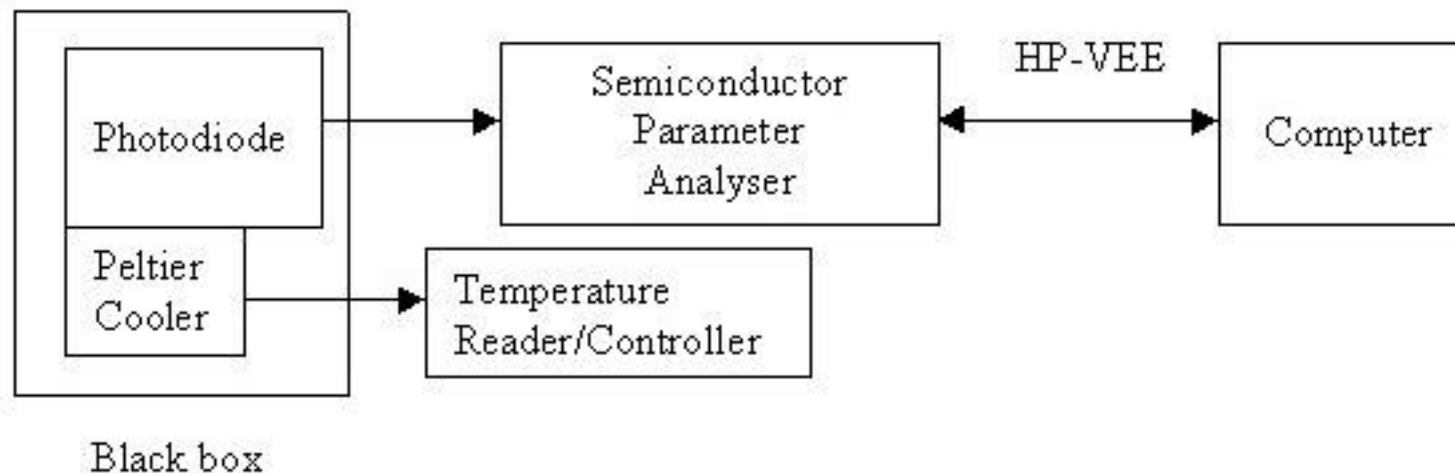 Photodiode
Semiconductor
Parameter
Analyser
HP-VEE
Computer
Peltier
Cooler
Temperature
Reader/Controller
Black box